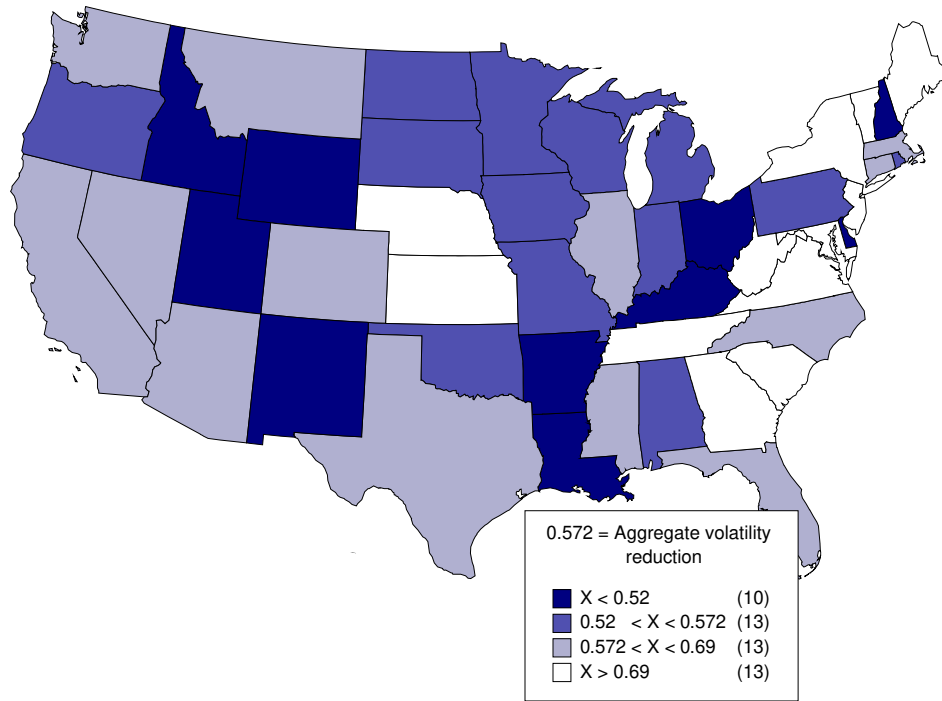 0.572 = Aggregate volatility
reduction
X < 0.52 (10)
0.52 < X < 0.572 (13)
0.572 < X < 0.69 (13)
X > 0.69 (13)